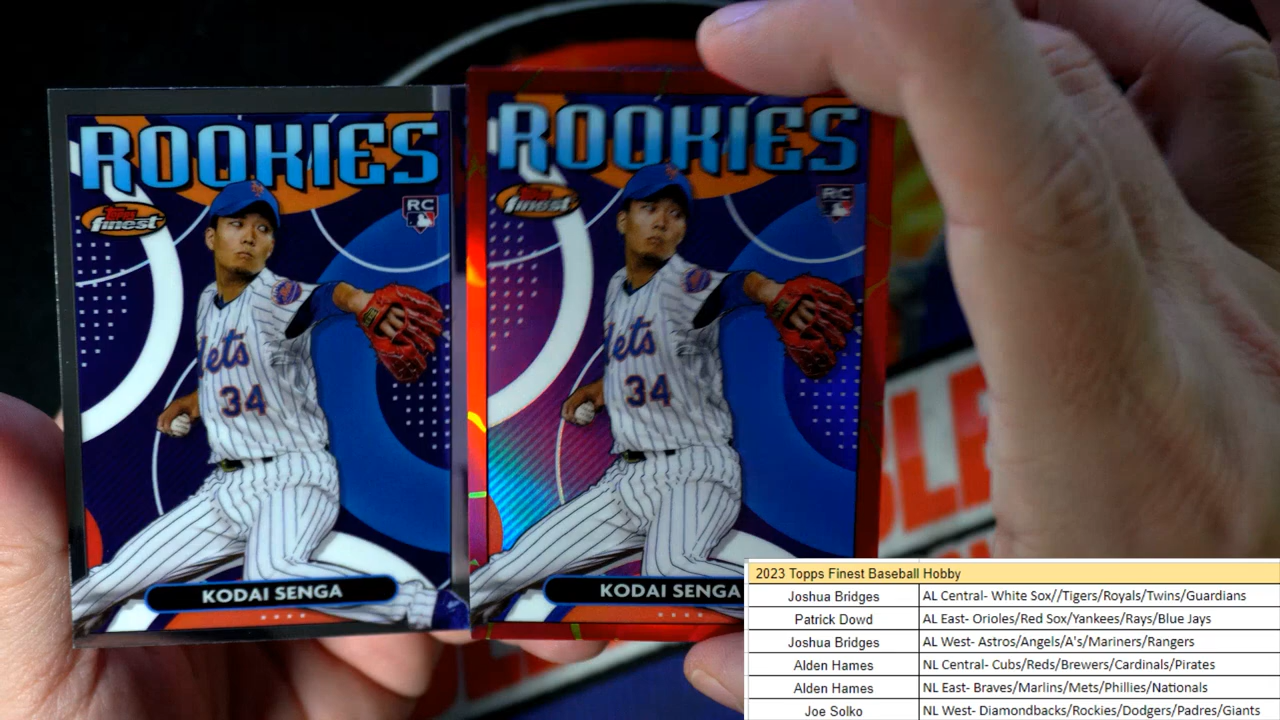 ROOKIES
Topps
finest
RC
Mets
34
KODAI SENGA
ROOKIES
Topps
finest
RC
Mets
34
KODAI SENGA
2023 Topps Finest Baseball Hobby
Joshua Bridges AL Central- White Sox//Tigers/Royals/Twins/Guardians
Patrick Dowd AL East- Orioles/Red Sox/Yankees/Rays/Blue Jays
Joshua Bridges AL West- Astros/Angels/A's/Mariners/Rangers
Alden Hames NL Central- Cubs/Reds/Brewers/Cardinals/Pirates
Alden Hames NL East- Braves/Marlins/Mets/Phillies/Nationals
Joe Solko NL West- Diamondbacks/Rockies/Dodgers/Padres/Giants